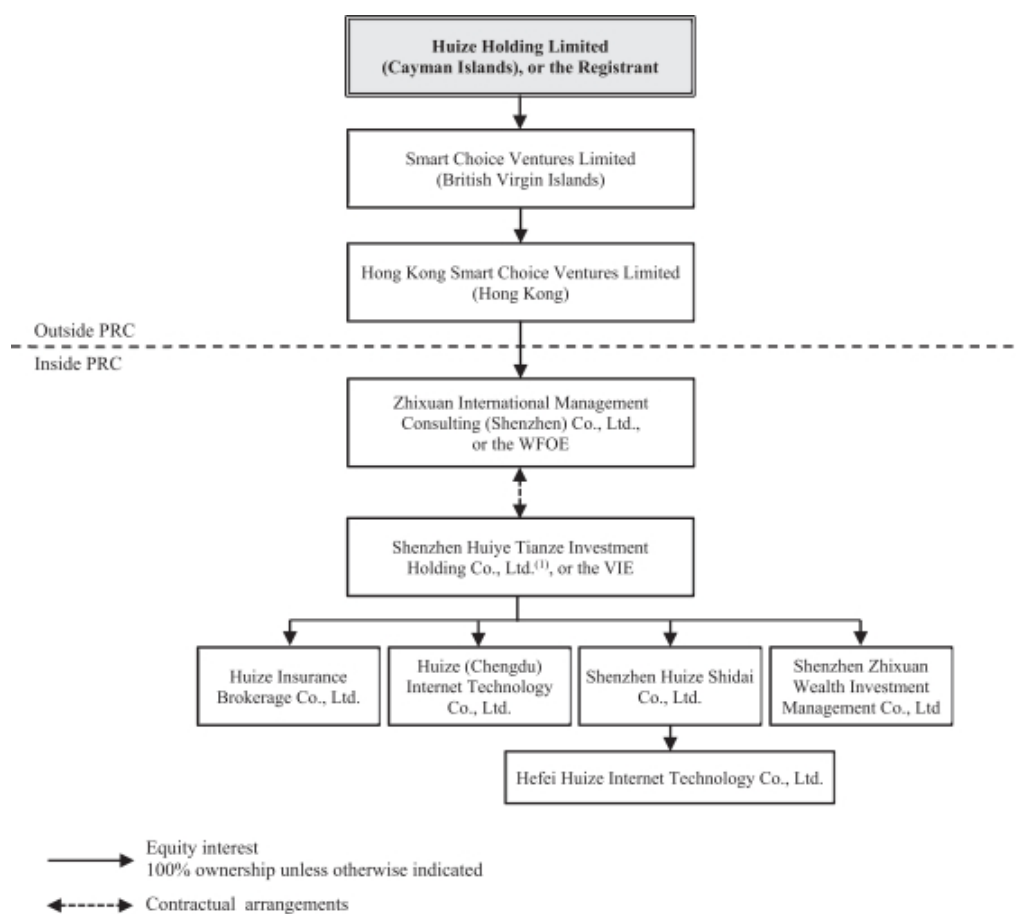 Huize Holding Limited
(Cayman Islands), or the Registrant
Smart Choice Ventures Limited
(British Virgin Islands)
Hong Kong Smart Choice Ventures Limited
(Hong Kong)
Outside PRC
Inside PRC
Zhixuan International Management
Consulting (Shenzhen) Co., Ltd.,
or the WFOE
Shenzhen Huiye Tianze Investment
Holding Co., Ltd.(1), or the VIE
Huize Insurance
Brokerage Co., Ltd.
Huize (Chengdu)
Internet Technology
Co., Ltd.
Shenzhen Huize Shidai
Co., Ltd.
Shenzhen Zhixuan
Wealth Investment
Management Co., Ltd
Hefei Huize Internet Technology Co., Ltd.
Equity interest
100% ownership unless otherwise indicated
Contractual arrangements